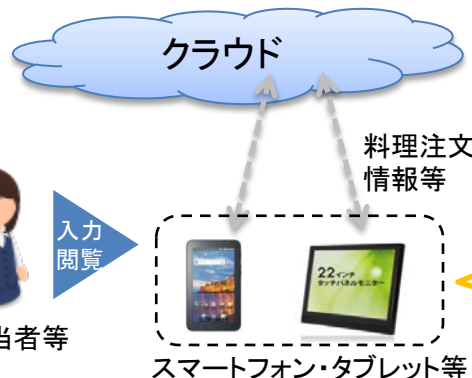 クラウド
料理注文
情報等
入力
閲覧
22インチ
タッチパネルモニター
当者等
スマートフォン・タブレット等